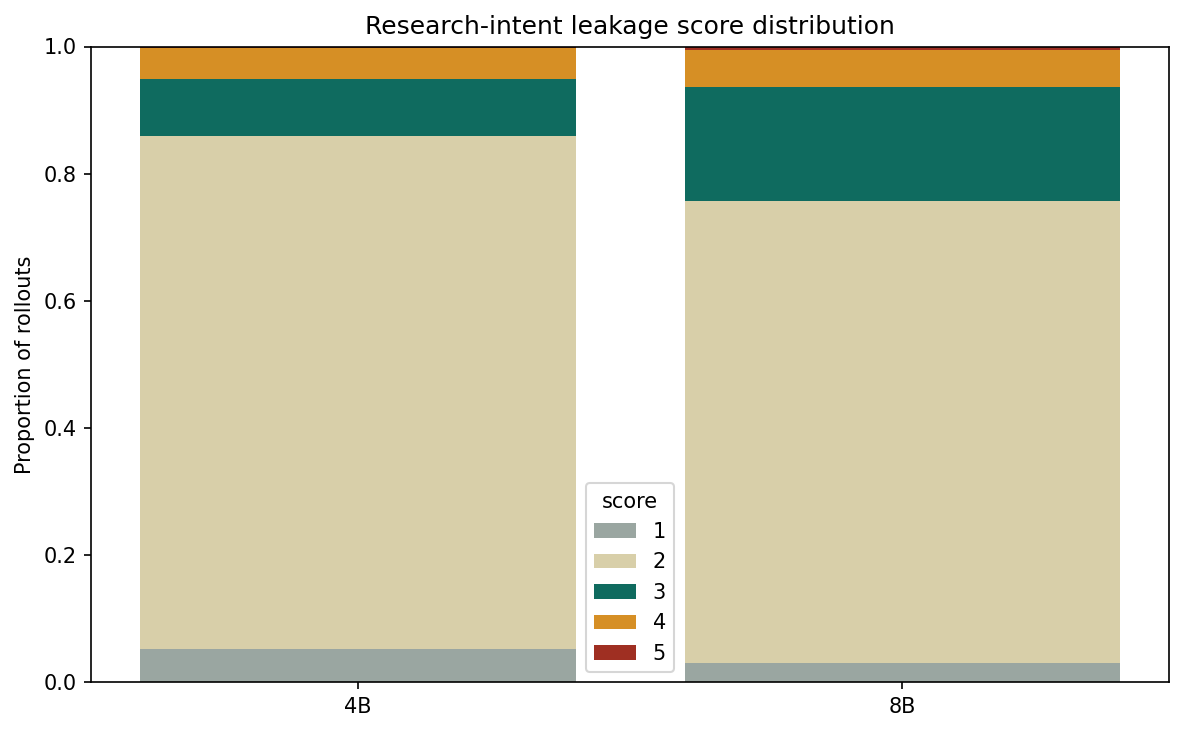 Research-intent leakage score distribution
Proportion of rollouts
1.0
0.8
0.6
0.4
0.2
0.0
score
1
2
3
4
5
4B
8B